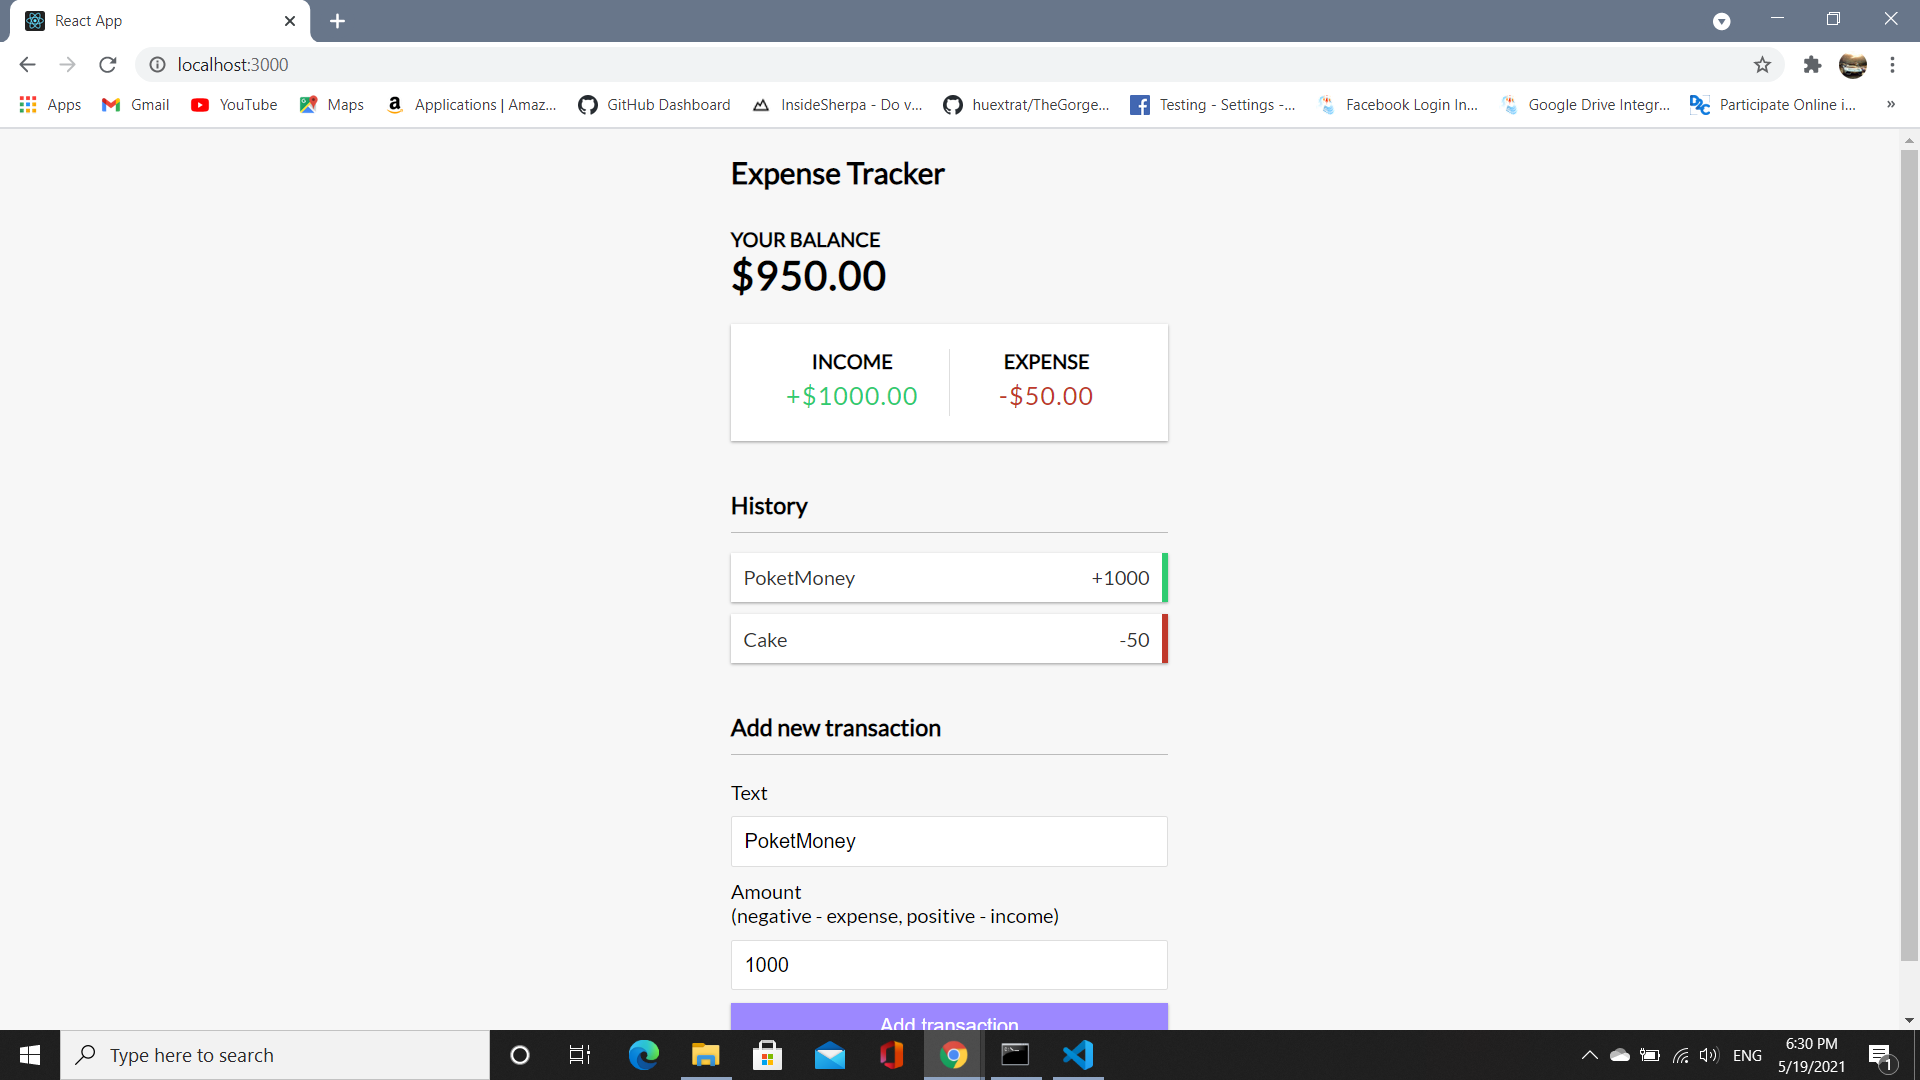 React App
localhost:3000
Apps
Gmail
YouTube
Maps
Applications | Amaz...
GitHub Dashboard
InsideSherpa - Do v...
huextrat/TheGorge...
Testing - Settings -...
Facebook Login In...
Google Drive Integr...
Participate Online i...
»
Expense Tracker
YOUR BALANCE
$950.00
INCOME
+$1000.00
EXPENSE
-$50.00
History
PoketMoney +1000
Cake -50
Add new transaction
Text
PoketMoney
Amount
(negative - expense, positive - income)
1000
Add transaction
Type here to search
ENG
6:30 PM
5/19/2021
1